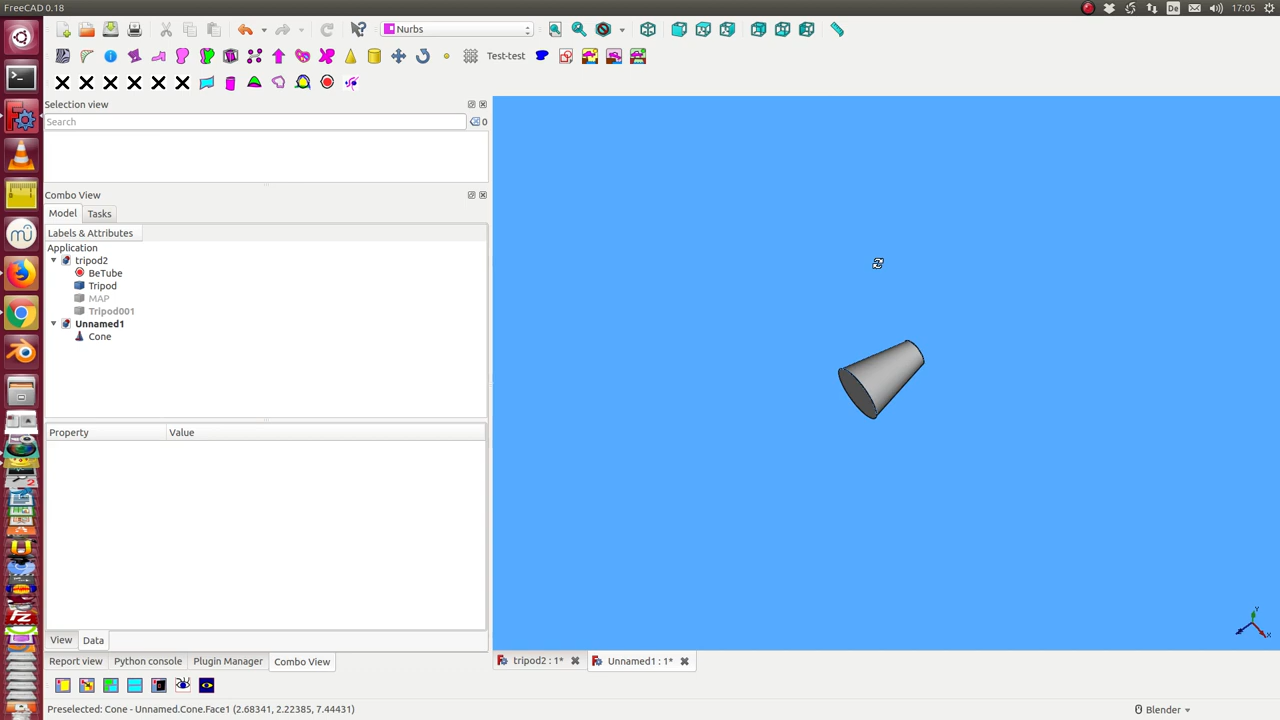 FreeCAD 0.18
De
17:05
Nurbs
Test-test
Selection view
Search
0
Combo View
Model
Tasks
Labels & Attributes
Application
tripod2
BeTube
Tripod
MAP
Tripod001
Unnamed1
Cone
Property
Value
View
Data
tripod2 : 1*
Unnamed1 : 1*
Report view
Python console
Plugin Manager
Combo View
Preselected: Cone - Unnamed.Cone.Face1 (2.68341, 2.22385, 7.44431)
Blender
Y
X